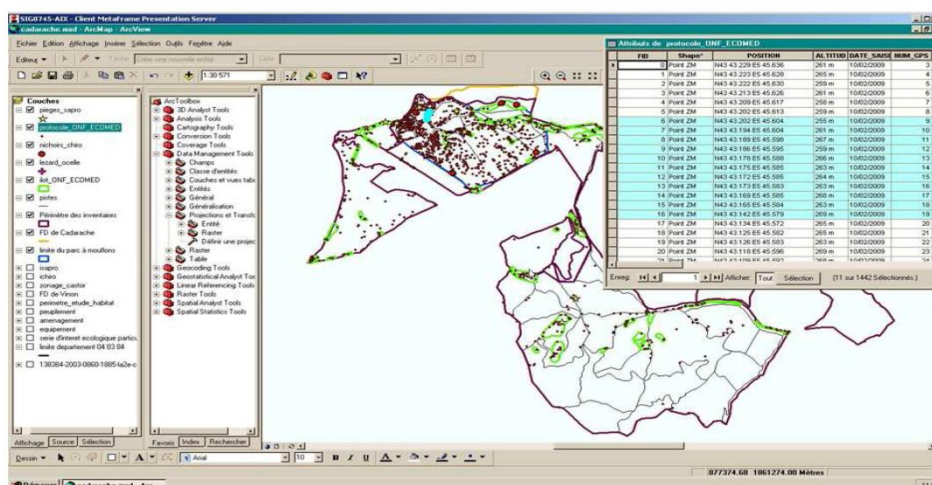 SIG0745-AIX - Client MetaFrame Presentation Server
cadarache.mxd - ArcMap - ArcView
Fichier Edition Affichage Insérer Sélection Outils Fenêtre Aide
Editeur Tâche: Créer une nouvelle entité Cible:
1:30 571
Couches
pieges_sapro
protocole_ONF_ECOMED
nichoirs_chiro
lezard_ocelle
ilot_ONF_ECOMED
pistes
Périmètre des inventaires
FD de Cadarache
limite du parc à mouflons
isapro
ichiro
zonage_castor
FD de Vinon
perimetre_etude_habitat
peuplement
amenagement
equipement
serie d'interet ecologique particu
limite departement 04 83 84
138384-2003-0860-1885-fa2e-c
Affichage Source Sélection
ArcToolbox
3D Analyst Tools
Analysis Tools
Cartography Tools
Conversion Tools
Coverage Tools
Data Management Tools
Champs
Classe d'entités
Couches et vues tabu
Entités
Général
Généralisation
Projections et Transfo
Entité
Raster
Définir une projec
Raster
Table
Geocoding Tools
Geostatistical Analyst Too
Linear Referencing Tools
Raster Tools
Spatial Analyst Tools
Spatial Statistics Tools
Favoris Index Rechercher
Attributs de protocole_ONF_ECOMED
FID Shape* POSITION ALTITUD DATE_SAISI NUM_GPS
0 Point ZM N43 43.229 E5 45.636 261 m 10/02/2009 3
1 Point ZM N43 43.223 E5 45.628 265 m 10/02/2009 4
2 Point ZM N43 43.222 E5 45.630 259 m 10/02/2009 5
3 Point ZM N43 43.213 E5 45.626 261 m 10/02/2009 6
4 Point ZM N43 43.209 E5 45.617 258 m 10/02/2009 7
5 Point ZM N43 43.202 E5 45.613 259 m 10/02/2009 8
6 Point ZM N43 43.202 E5 45.604 255 m 10/02/2009 9
7 Point ZM N43 43.194 E5 45.604 261 m 10/02/2009 10
8 Point ZM N43 43.189 E5 45.598 267 m 10/02/2009 11
9 Point ZM N43 43.186 E5 45.595 259 m 10/02/2009 12
10 Point ZM N43 43.178 E5 45.588 266 m 10/02/2009 13
11 Point ZM N43 43.175 E5 45.585 263 m 10/02/2009 14
12 Point ZM N43 43.172 E5 45.584 264 m 10/02/2009 15
13 Point ZM N43 43.173 E5 45.583 263 m 10/02/2009 16
14 Point ZM N43 43.169 E5 45.585 268 m 10/02/2009 17
15 Point ZM N43 43.165 E5 45.584 263 m 10/02/2009 18
16 Point ZM N43 43.142 E5 45.579 269 m 10/02/2009 19
17 Point ZM N43 43.134 E5 45.572 265 m 10/02/2009 20
18 Point ZM N43 43.125 E5 45.582 265 m 10/02/2009 21
19 Point ZM N43 43.126 E5 45.583 263 m 10/02/2009 22
20 Point ZM N43 43.118 E5 45.596 269 m 10/02/2009 23
Enreg: 1 Afficher: Tout Sélection (11 sur 1442 Sélectionnés.)
Dessin Arial 10 B I U A
877374.68 1861274.00 Mètres
Démarrer cadarache.mxd - Arc...